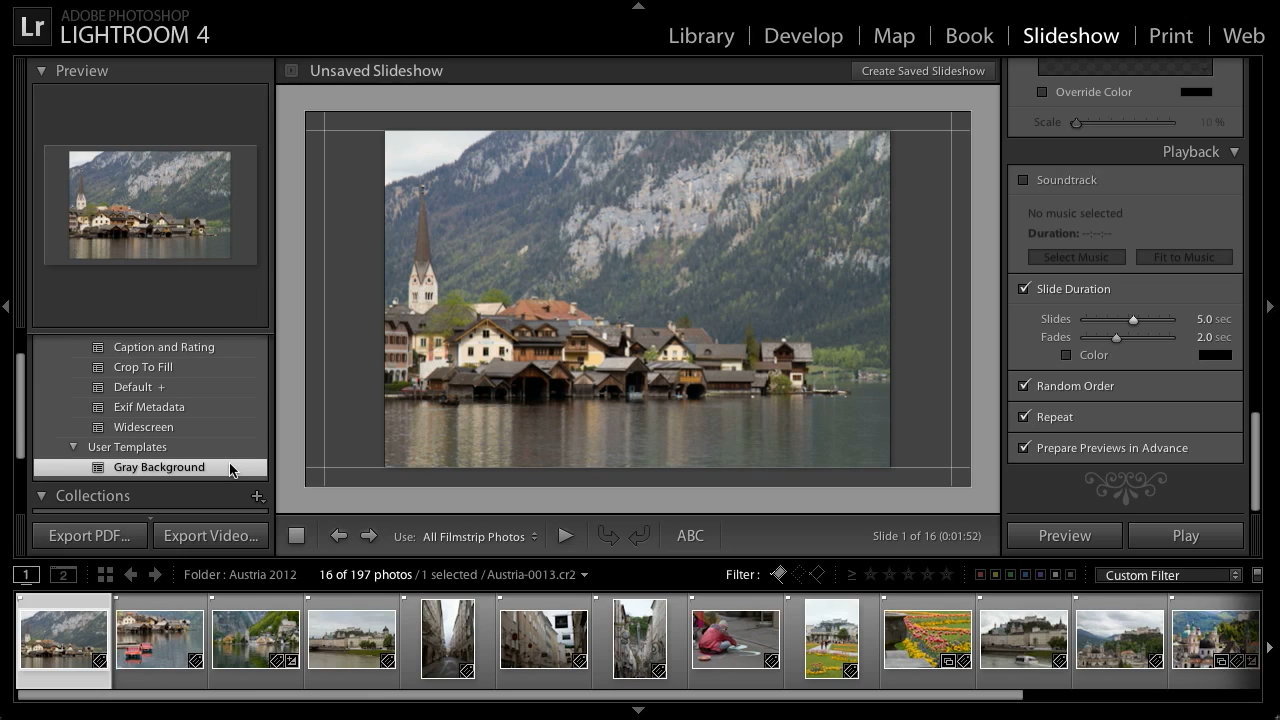 Lr
ADOBE PHOTOSHOP
LIGHTROOM 4
Library | Develop | Map | Book | Slideshow | Print | Web
Preview
Unsaved Slideshow
Create Saved Slideshow
Caption and Rating
Crop To Fill
Default +
Exif Metadata
Widescreen
User Templates
Gray Background
Collections
Export PDF...
Export Video...
Use: All Filmstrip Photos
ABC
Slide 1 of 16 (0:01:52)
Override Color
Scale 10 %
Playback
Soundtrack
No music selected
Duration: --:--:--
Select Music
Fit to Music
Slide Duration
Slides 5.0 sec
Fades 2.0 sec
Color
Random Order
Repeat
Prepare Previews in Advance
Preview
Play
1
2
Folder : Austria 2012
16 of 197 photos / 1 selected / Austria-0013.cr2
Filter :
≥
Custom Filter